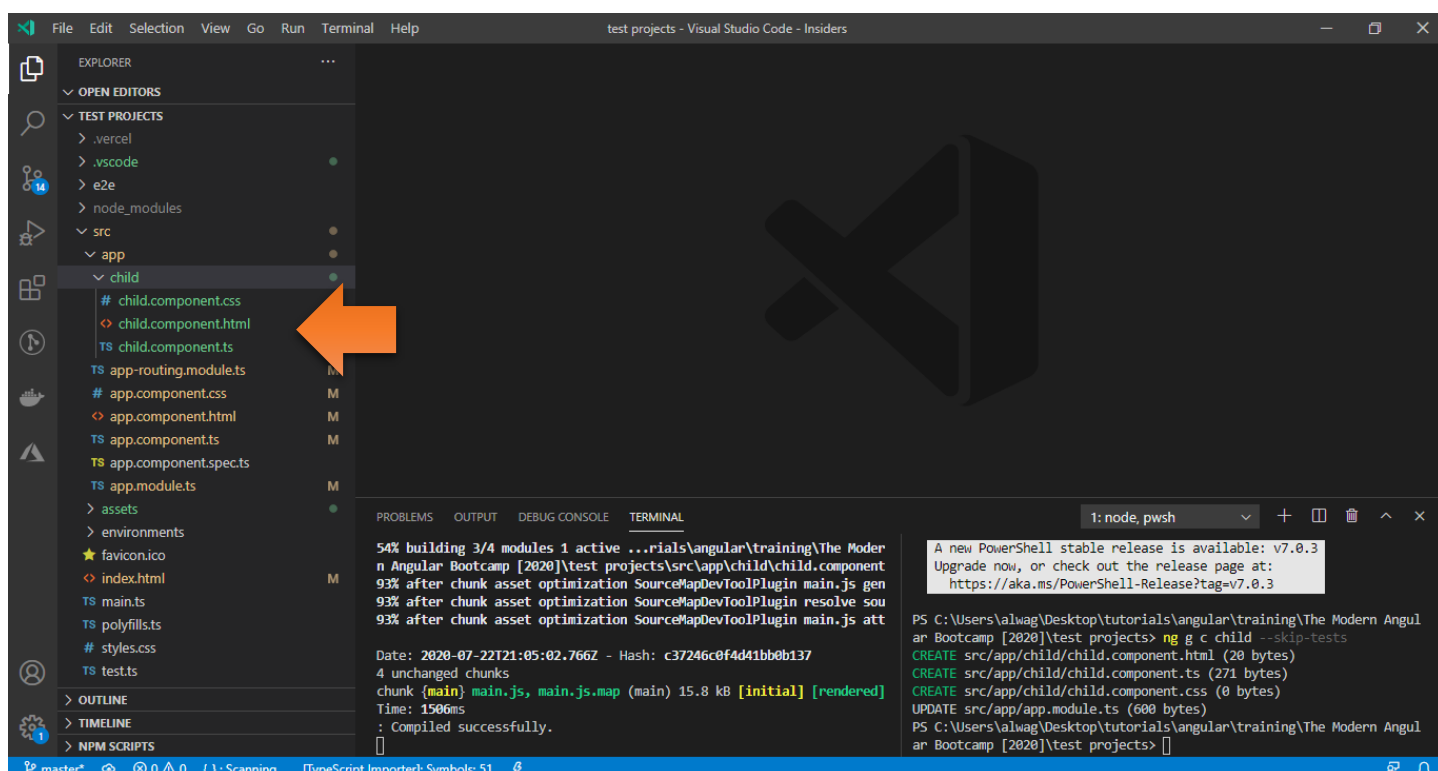 File Edit Selection View Go Run Terminal Help test projects - Visual Studio Code - Insiders
EXPLORER
OPEN EDITORS
TEST PROJECTS
.vercel
.vscode
e2e
node_modules
src
app
child
# child.component.css
<> child.component.html
TS child.component.ts
TS app-routing.module.ts M
# app.component.css M
<> app.component.html M
TS app.component.ts M
TS app.component.spec.ts
TS app.module.ts M
assets
environments
favicon.ico
<> index.html M
TS main.ts
TS polyfills.ts
# styles.css
TS test.ts
OUTLINE
TIMELINE
NPM SCRIPTS
14
1
PROBLEMS OUTPUT DEBUG CONSOLE TERMINAL 1: node, pwsh
54% building 3/4 modules 1 active ...rials\angular\training\The Moder
n Angular Bootcamp [2020]\test projects\src\app\child\child.component
93% after chunk asset optimization SourceMapDevToolPlugin main.js gen
93% after chunk asset optimization SourceMapDevToolPlugin resolve sou
93% after chunk asset optimization SourceMapDevToolPlugin main.js att
Date: 2020-07-22T21:05:02.766Z - Hash: c37246c0f4d41bb0b137
4 unchanged chunks
chunk {main} main.js, main.js.map (main) 15.8 kB [initial] [rendered]
Time: 1506ms
: Compiled successfully.
A new PowerShell stable release is available: v7.0.3
Upgrade now, or check out the release page at:
https://aka.ms/PowerShell-Release?tag=v7.0.3
PS C:\Users\alwag\Desktop\tutorials\angular\training\The Modern Angul
ar Bootcamp [2020]\test projects> ng g c child --skip-tests
CREATE src/app/child/child.component.html (20 bytes)
CREATE src/app/child/child.component.ts (271 bytes)
CREATE src/app/child/child.component.css (0 bytes)
UPDATE src/app/app.module.ts (600 bytes)
PS C:\Users\alwag\Desktop\tutorials\angular\training\The Modern Angul
ar Bootcamp [2020]\test projects>
master* 0 0 { } : Scanning.. [TypeScript Importer]: Symbols: 51